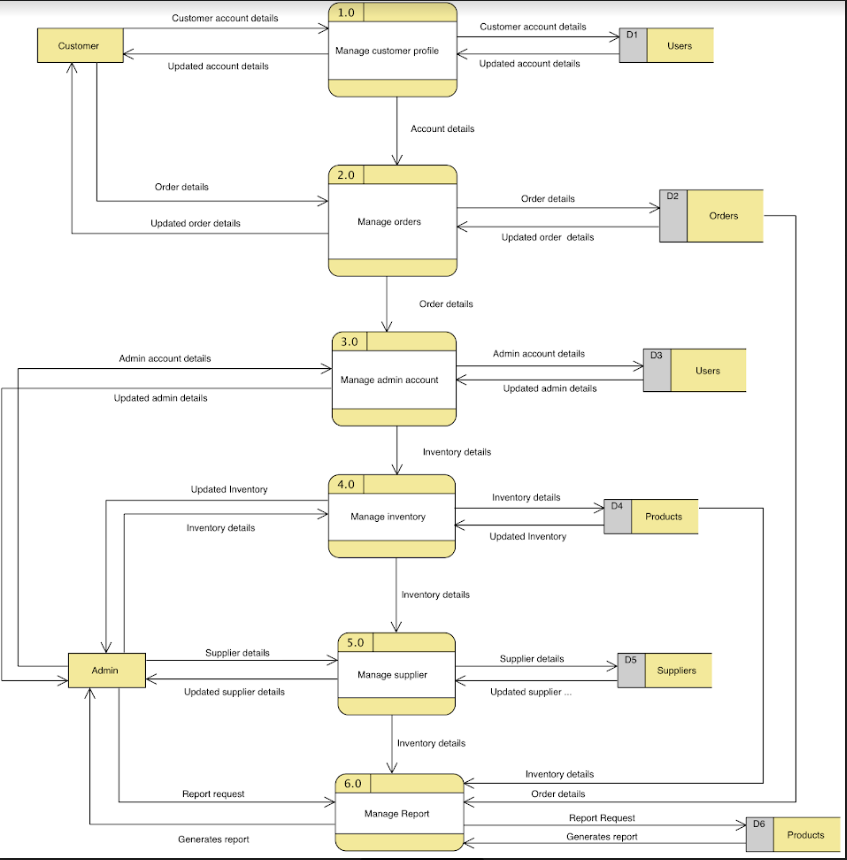 Customer account details
1.0
Customer account details
D1
Customer
Manage customer profile
Users
Updated account details
Updated account details
Account details
2.0
Order details
Order details
D2
Updated order details
Manage orders
Orders
Updated order  details
Order details
3.0
Admin account details
Admin account details
D3
Manage admin account
Users
Updated admin details
Updated admin details
Inventory details
4.0
Updated Inventory
Inventory details
D4
Manage inventory
Products
Inventory details
Updated Inventory
Inventory details
5.0
Supplier details
Supplier details
D5
Admin
Manage supplier
Suppliers
Updated supplier details
Updated supplier ...
Inventory details
6.0
Inventory details
Report request
Order details
Manage Report
Report Request
D6
Generates report
Generates report
Products